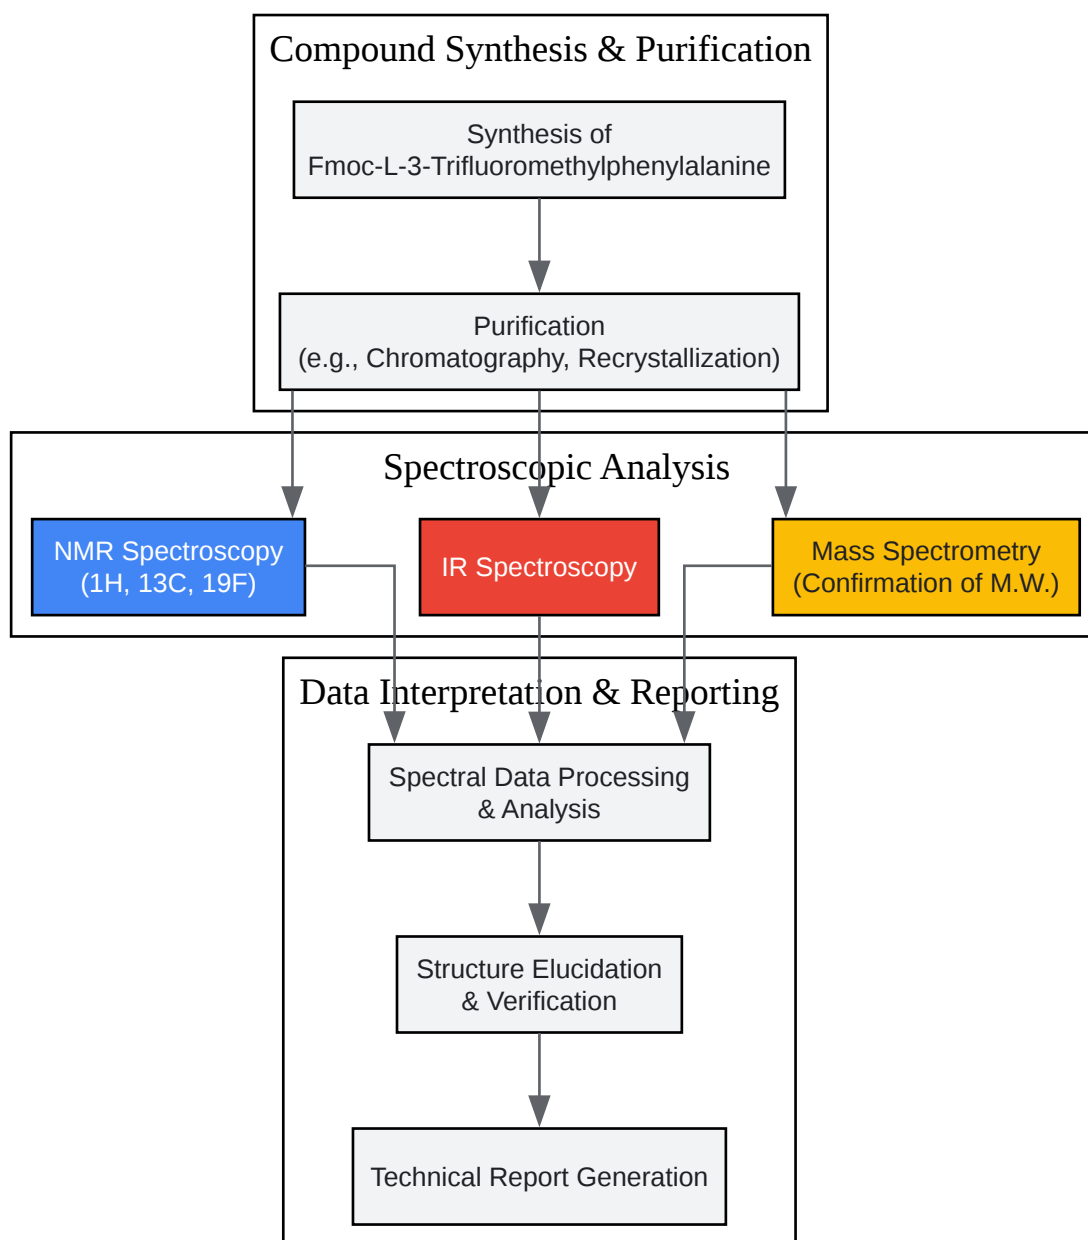 Compound Synthesis & Purification
Synthesis of
Fmoc-L-3-Trifluoromethylphenylalanine
Purification
(e.g., Chromatography, Recrystallization)
Spectroscopic Analysis
NMR Spectroscopy
(1H, 13C, 19F)
IR Spectroscopy
Mass Spectrometry
(Confirmation of M.W.)
Data Interpretation & Reporting
Spectral Data Processing
& Analysis
Structure Elucidation
& Verification
Technical Report Generation